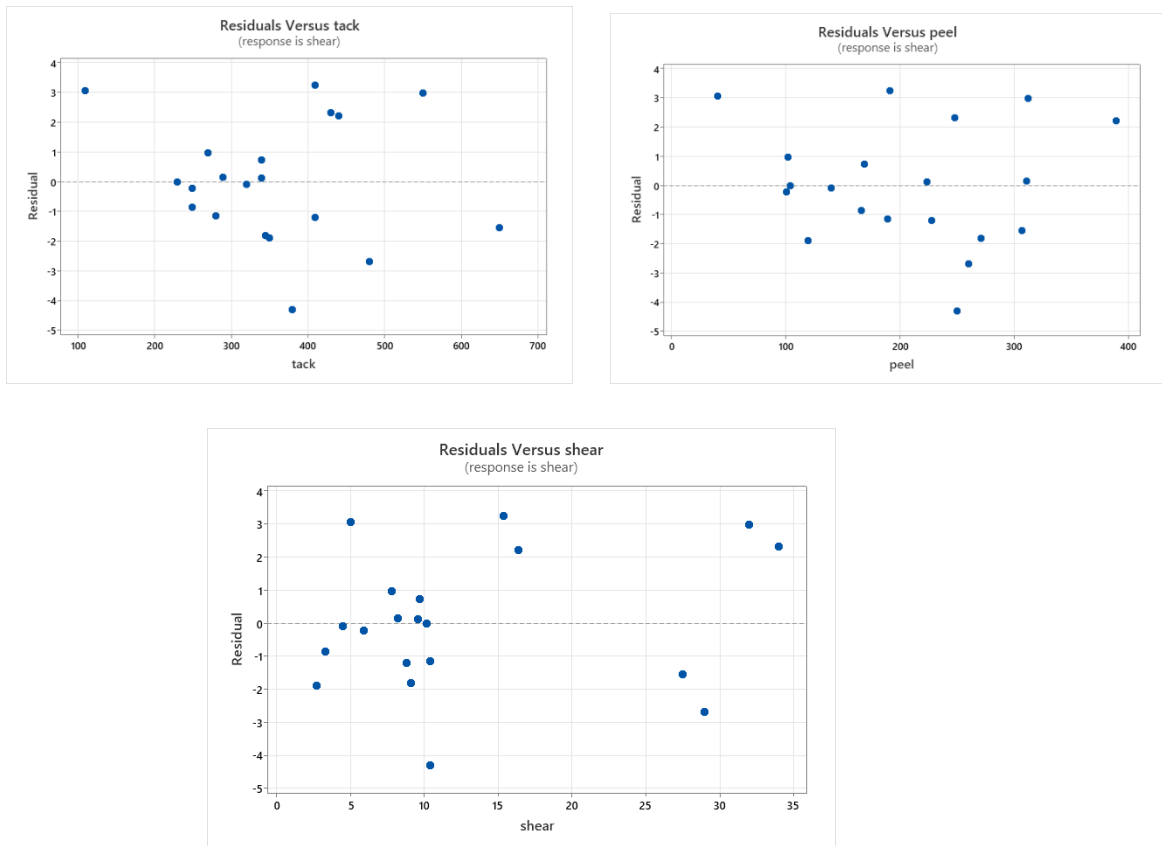 Residuals Versus tack
(response is shear)
4
3
2
1
0
-1
-2
-3
-4
-5
Residual
100 200 300 400 500 600 700
tack
Residuals Versus peel
(response is shear)
4
3
2
1
0
-1
-2
-3
-4
-5
Residual
0 100 200 300 400
peel
Residuals Versus shear
(response is shear)
4
3
2
1
0
-1
-2
-3
-4
-5
Residual
0 5 10 15 20 25 30 35
shear